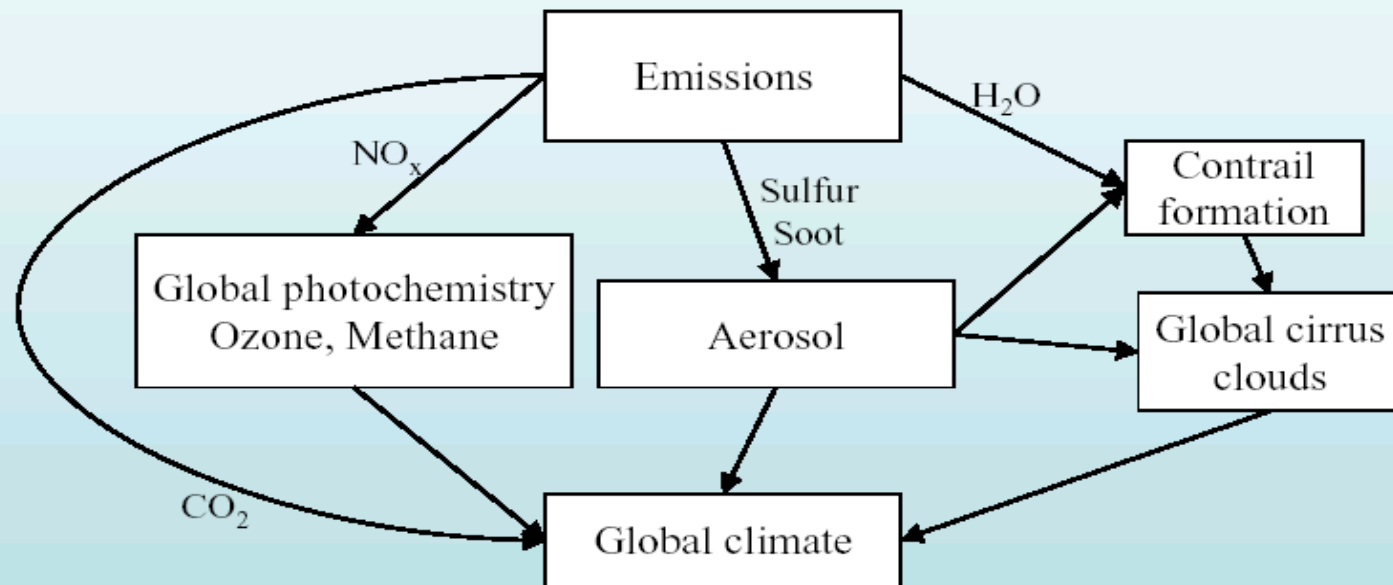 Emissions
H₂O
NOₓ
Contrail
formation
Sulfur
Soot
Global photochemistry
Ozone, Methane
Aerosol
Global cirrus
clouds
CO₂
Global climate